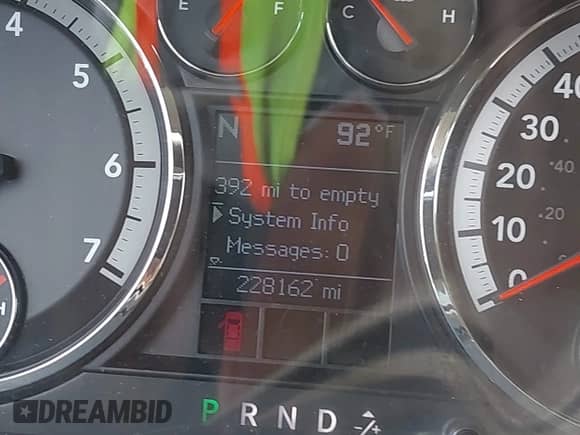 E F
C H
4
5
6
7
H
40
30
20
10
0
40
20
N 92°F
392 mi to empty
System Info
Messages: 0
228162 mi
P R N D -/+
DREAMBID